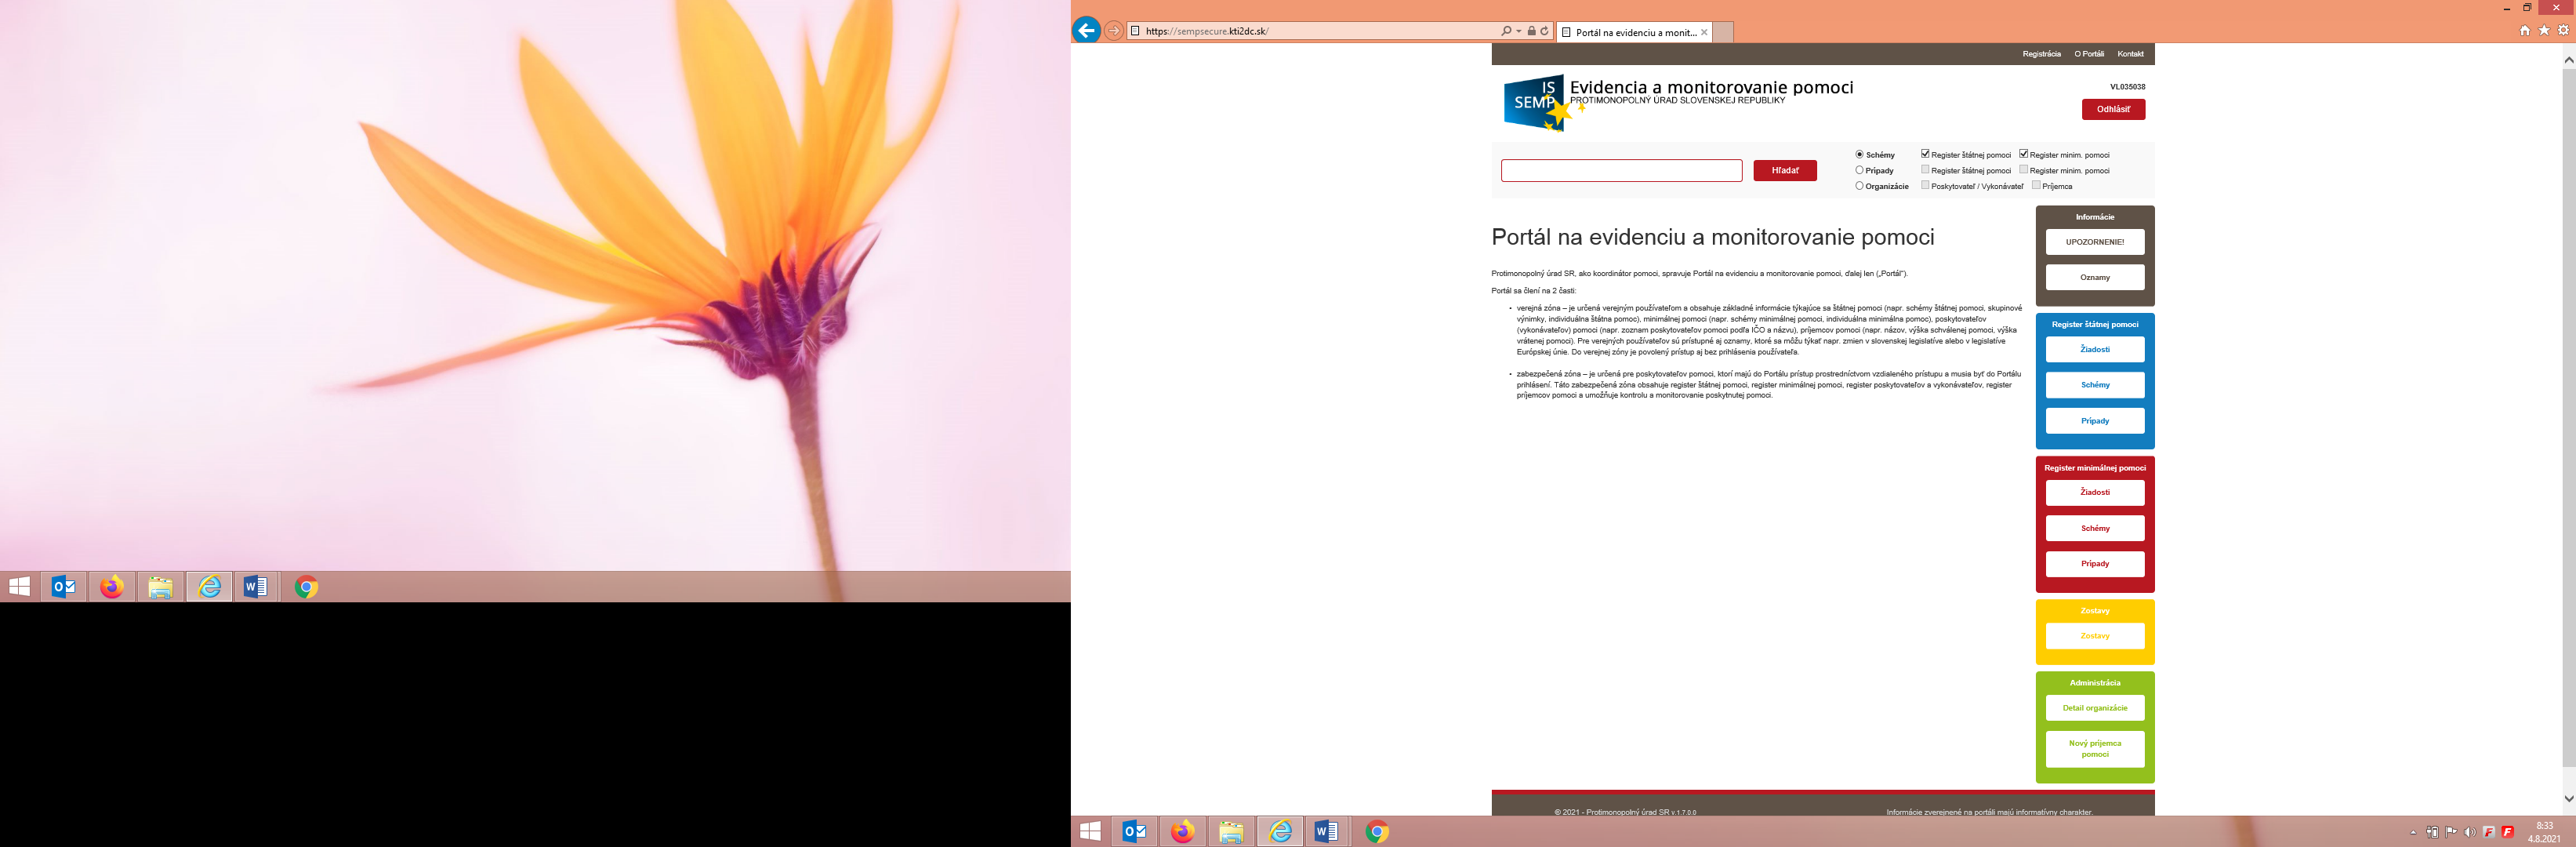 https://sempsecure.kti2dc.sk/
Portál na evidenciu a monit...
Registrácia O Portáli Kontakt
IS
SEMP
Evidencia a monitorovanie pomoci
PROTIMONOPOLNÝ ÚRAD SLOVENSKEJ REPUBLIKY
VL035038
Odhlásiť
Hľadať
Schémy Register štátnej pomoci Register minim. pomoci
Prípady Register štátnej pomoci Register minim. pomoci
Organizácie Poskytovateľ / Vykonávateľ Príjemca
Portál na evidenciu a monitorovanie pomoci
Protimonopolný úrad SR, ako koordinátor pomoci, spravuje Portál na evidenciu a monitorovanie pomoci, ďalej len („Portál“).
Portál sa člení na 2 časti:
• verejná zóna – je určená verejným používateľom a obsahuje základné informácie týkajúce sa štátnej pomoci (napr. schémy štátnej pomoci, skupinové
výnimky, individuálna štátna pomoc), minimálnej pomoci (napr. schémy minimálnej pomoci, individuálna minimálna pomoc), poskytovateľov
(vykonávateľov) pomoci (napr. zoznam poskytovateľov pomoci podľa IČO a názvu), príjemcov pomoci (napr. názov, výška schválenej pomoci, výška
vrátenej pomoci). Pre verejných používateľov sú prístupné aj oznamy, ktoré sa môžu týkať napr. zmien v slovenskej legislatíve alebo v legislatíve
Európskej únie. Do verejnej zóny je povolený prístup aj bez prihlásenia používateľa.
• zabezpečená zóna – je určená pre poskytovateľov pomoci, ktorí majú do Portálu prístup prostredníctvom vzdialeného prístupu a musia byť do Portálu
prihlásení. Táto zabezpečená zóna obsahuje register štátnej pomoci, register minimálnej pomoci, register poskytovateľov a vykonávateľov, register
príjemcov pomoci a umožňuje kontrolu a monitorovanie poskytnutej pomoci.
Informácie
UPOZORNENIE!
Oznamy
Register štátnej pomoci
Žiadosti
Schémy
Prípady
Register minimálnej pomoci
Žiadosti
Schémy
Prípady
Zostavy
Zostavy
Administrácia
Detail organizácie
Nový príjemca
pomoci
© 2021 - Protimonopolný úrad SR v.1.7.0.0 Informácie zverejnené na portáli majú informatívny charakter.
8:33
4.8.2021